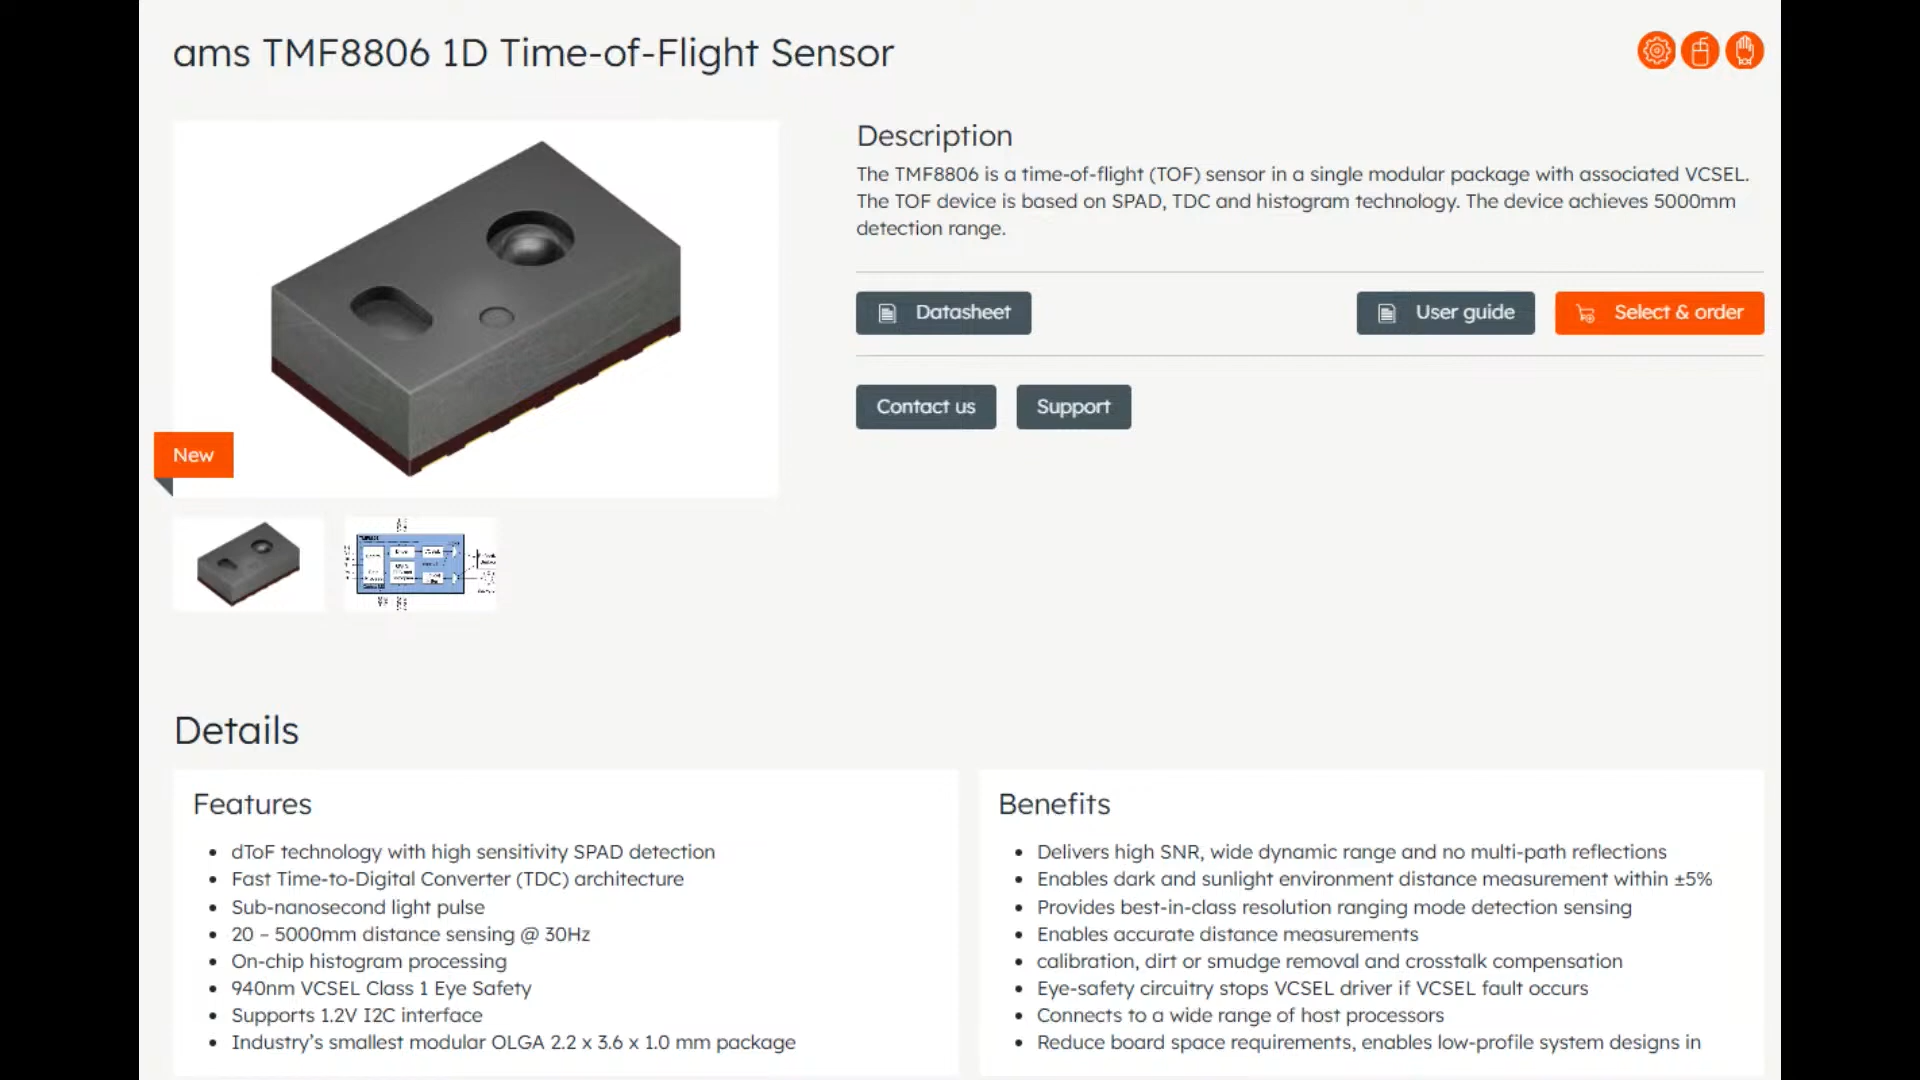 ams TMF8806 1D Time-of-Flight Sensor
Description
The TMF8806 is a time-of-flight (TOF) sensor in a single modular package with associated VCSEL.
The TOF device is based on SPAD, TDC and histogram technology. The device achieves 5000mm
detection range.
Datasheet
User guide
Select & order
Contact us
Support
New
Details
Features
dToF technology with high sensitivity SPAD detection
Fast Time-to-Digital Converter (TDC) architecture
Sub-nanosecond light pulse
20 – 5000mm distance sensing @ 30Hz
On-chip histogram processing
940nm VCSEL Class 1 Eye Safety
Supports 1.2V I2C interface
Industry’s smallest modular OLGA 2.2 x 3.6 x 1.0 mm package
Benefits
Delivers high SNR, wide dynamic range and no multi-path reflections
Enables dark and sunlight environment distance measurement within ±5%
Provides best-in-class resolution ranging mode detection sensing
Enables accurate distance measurements
calibration, dirt or smudge removal and crosstalk compensation
Eye-safety circuitry stops VCSEL driver if VCSEL fault occurs
Connects to a wide range of host processors
Reduce board space requirements, enables low-profile system designs in